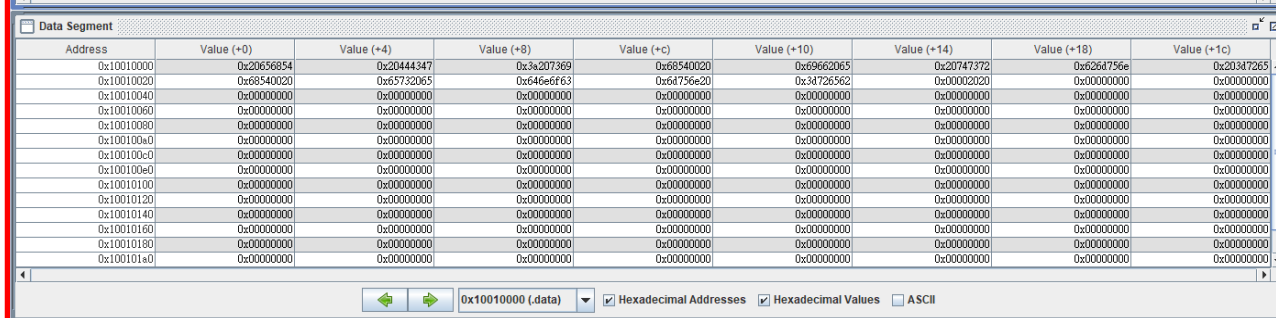 Data Segment
Address Value (+0) Value (+4) Value (+8) Value (+c) Value (+10) Value (+14) Value (+18) Value (+1c)
0x10010000 0x20656854 0x20444347 0x3a207369 0x68540020 0x69662065 0x20747372 0x626d756e 0x203d7265
0x10010020 0x68540020 0x65732065 0x646e6f63 0x6d756e20 0x3d726562 0x00002020 0x00000000 0x00000000
0x10010040 0x00000000 0x00000000 0x00000000 0x00000000 0x00000000 0x00000000 0x00000000 0x00000000
0x10010060 0x00000000 0x00000000 0x00000000 0x00000000 0x00000000 0x00000000 0x00000000 0x00000000
0x10010080 0x00000000 0x00000000 0x00000000 0x00000000 0x00000000 0x00000000 0x00000000 0x00000000
0x100100a0 0x00000000 0x00000000 0x00000000 0x00000000 0x00000000 0x00000000 0x00000000 0x00000000
0x100100c0 0x00000000 0x00000000 0x00000000 0x00000000 0x00000000 0x00000000 0x00000000 0x00000000
0x100100e0 0x00000000 0x00000000 0x00000000 0x00000000 0x00000000 0x00000000 0x00000000 0x00000000
0x10010100 0x00000000 0x00000000 0x00000000 0x00000000 0x00000000 0x00000000 0x00000000 0x00000000
0x10010120 0x00000000 0x00000000 0x00000000 0x00000000 0x00000000 0x00000000 0x00000000 0x00000000
0x10010140 0x00000000 0x00000000 0x00000000 0x00000000 0x00000000 0x00000000 0x00000000 0x00000000
0x10010160 0x00000000 0x00000000 0x00000000 0x00000000 0x00000000 0x00000000 0x00000000 0x00000000
0x10010180 0x00000000 0x00000000 0x00000000 0x00000000 0x00000000 0x00000000 0x00000000 0x00000000
0x100101a0 0x00000000 0x00000000 0x00000000 0x00000000 0x00000000 0x00000000 0x00000000 0x00000000
0x10010000 (.data) Hexadecimal Addresses Hexadecimal Values ASCII